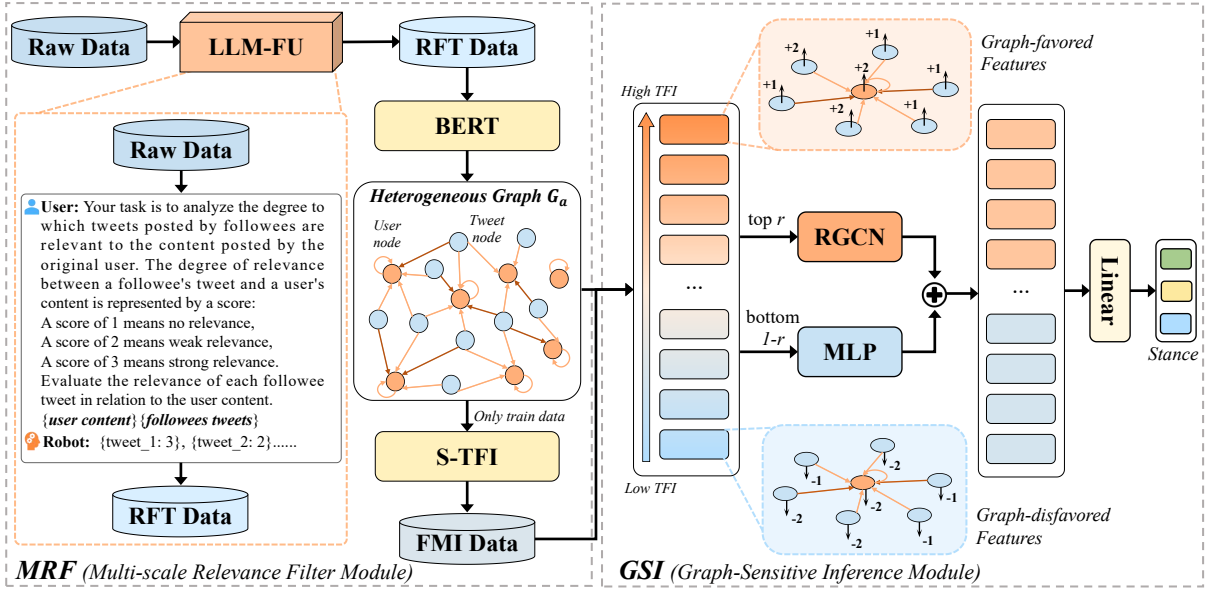 Raw Data
LLM-FU
RFT Data
Raw Data
User: Your task is to analyze the degree to
which tweets posted by followees are
relevant to the content posted by the
original user. The degree of relevance
between a followee's tweet and a user's
content is represented by a score:
A score of 1 means no relevance,
A score of 2 means weak relevance,
A score of 3 means strong relevance.
Evaluate the relevance of each followee
tweet in relation to the user content.
{user content} {followees tweets}
Robot: {tweet_1: 3}, {tweet_2: 2}......
RFT Data
BERT
Heterogeneous Graph Gₐ
User
node
Tweet
node
Only train data
S-TFI
FMI Data
MRF (Multi-scale Relevance Filter Module)
High TFI
...
Low TFI
+2
+1
+2
+1
+1
+2
+1
Graph-favored
Features
top r
RGCN
bottom
1-r
MLP
-1
-2
-2
-2
-1
-2
-1
Graph-disfavored
Features
...
Linear
Stance
GSI (Graph-Sensitive Inference Module)